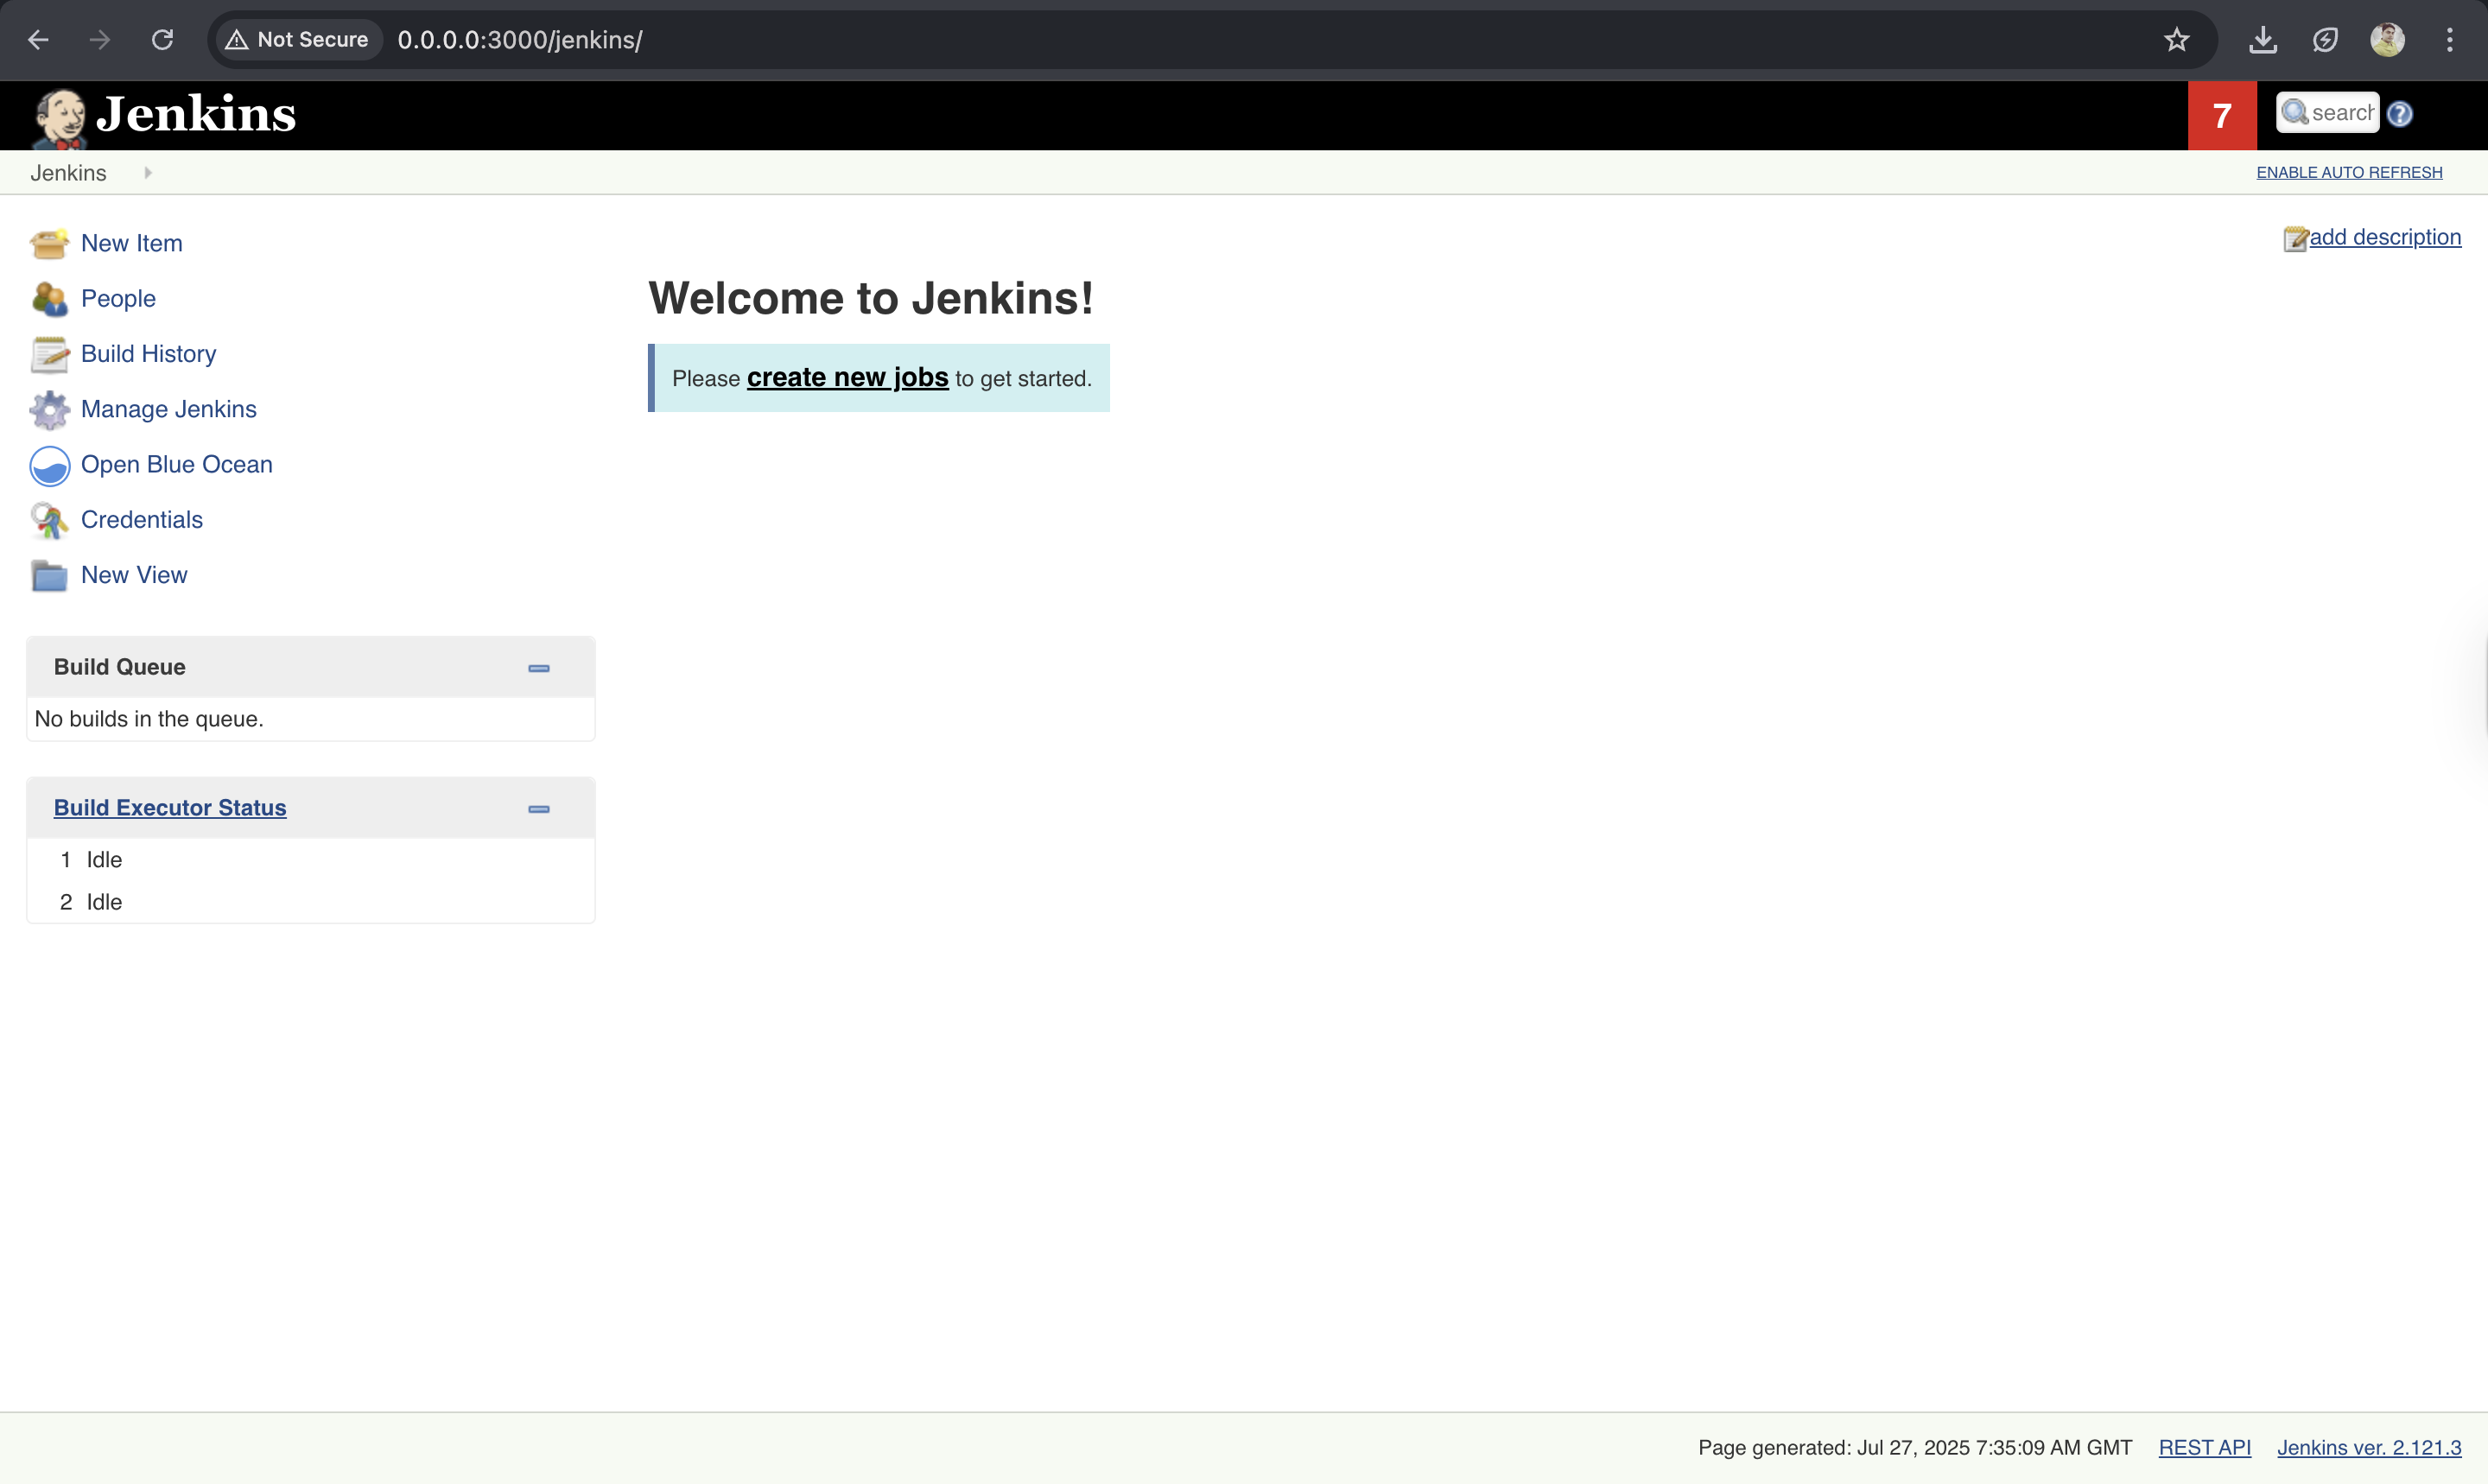 Not Secure 0.0.0.0:3000/jenkins/
Jenkins 7 search
Jenkins ENABLE AUTO REFRESH
add description
New Item
People
Build History
Manage Jenkins
Open Blue Ocean
Credentials
New View
Build Queue
No builds in the queue.
Build Executor Status
1 Idle
2 Idle
Welcome to Jenkins!
Please create new jobs to get started.
Page generated: Jul 27, 2025 7:35:09 AM GMT REST API Jenkins ver. 2.121.3